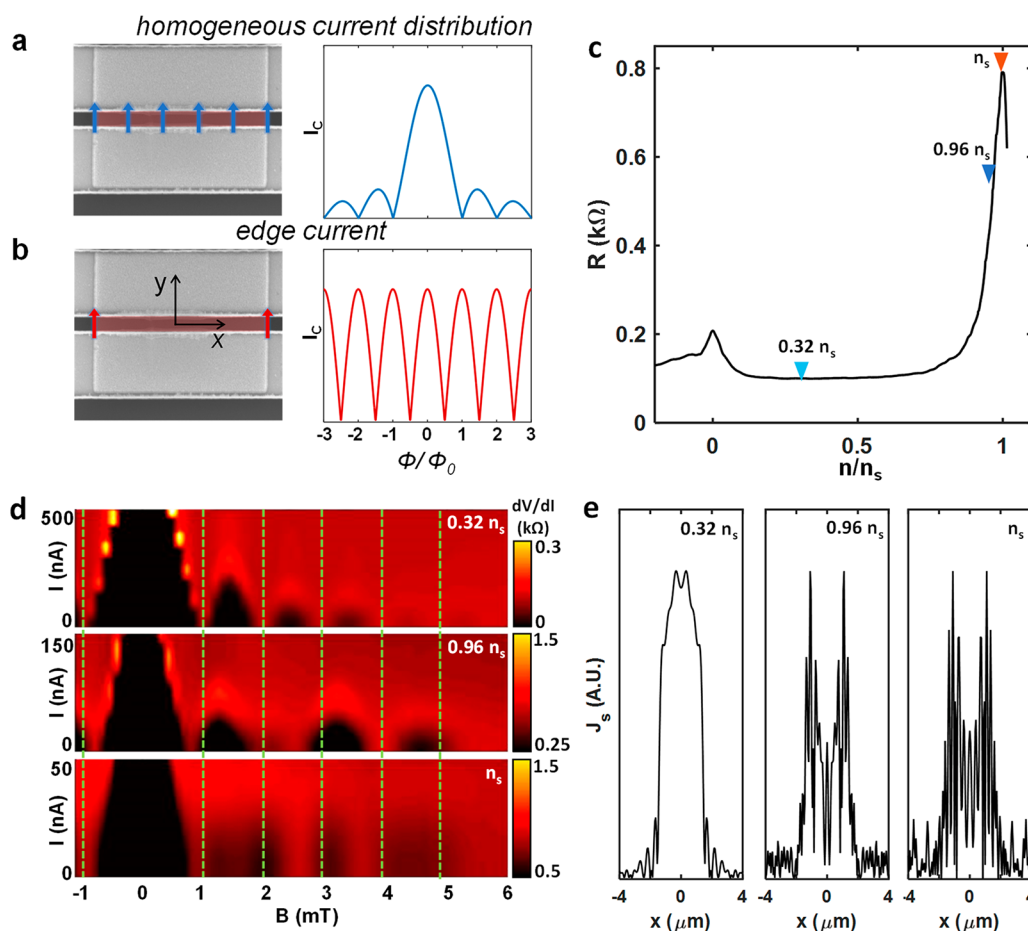 a
homogeneous current distribution
I_C
b
edge current
y
x
I_C
-3 -2 -1 0 1 2 3
Φ/Φ_0
c
n_s
0.96 n_s
0.32 n_s
R (kΩ)
0.8
0.6
0.4
0.2
0
0 0.5 1
n/n_s
d
dV/dI
(kΩ)
500
I (nA)
0
0.32 n_s
0.3
0
150
I (nA)
0
0.96 n_s
1.5
0.25
50
I (nA)
0
n_s
1.5
0.5
-1 0 1 2 3 4 5 6
B (mT)
e
0.32 n_s
0.96 n_s
n_s
J_s (A.U.)
-4 0 4
-4 0 4
-4 0 4
x (μm)
x (μm)
x (μm)